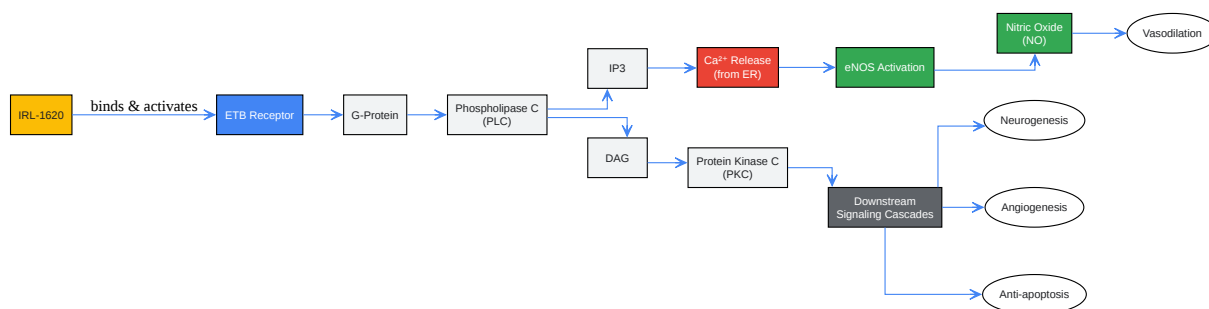 IRL-1620
binds & activates
ETB Receptor
G-Protein
Phospholipase C
(PLC)
IP3
Ca²⁺ Release
(from ER)
eNOS Activation
Nitric Oxide
(NO)
Vasodilation
DAG
Protein Kinase C
(PKC)
Downstream
Signaling Cascades
Neurogenesis
Angiogenesis
Anti-apoptosis